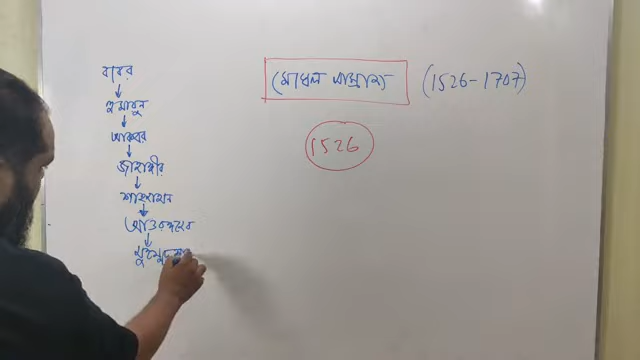 বাবর
↓
হুমায়ুন
↓
আকবর
↓
জাহাঙ্গীর
↓
শাহজাহান
↓
আওরঙ্গজেব
↓
(মোঘল সাম্রাজ্য) (1526-1707)
1526